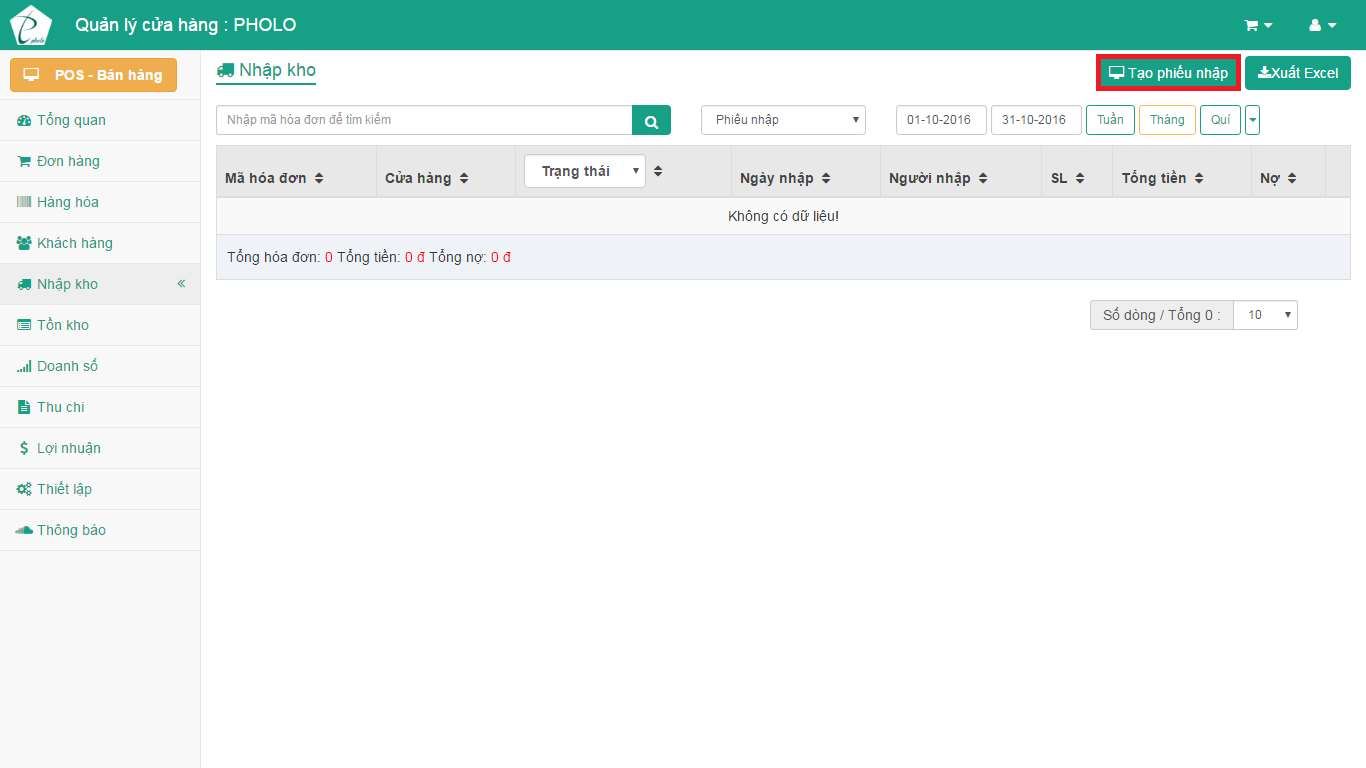 pholo
Quản lý cửa hàng : PHOLO
POS - Bán hàng
Tổng quan
Đơn hàng
Hàng hóa
Khách hàng
Nhập kho
Tồn kho
Doanh số
Thu chi
Lợi nhuận
Thiết lập
Thông báo
Nhập kho
Tạo phiếu nhập
Xuất Excel
Nhập mã hóa đơn để tìm kiếm
Phiếu nhập
01-10-2016
31-10-2016
Tuần
Tháng
Quí
Mã hóa đơn
Cửa hàng
Trạng thái
Ngày nhập
Người nhập
SL
Tổng tiền
Nợ
Không có dữ liệu!
Tổng hóa đơn: 0 Tổng tiền: 0 đ Tổng nợ: 0 đ
Số dòng / Tổng 0 :
10